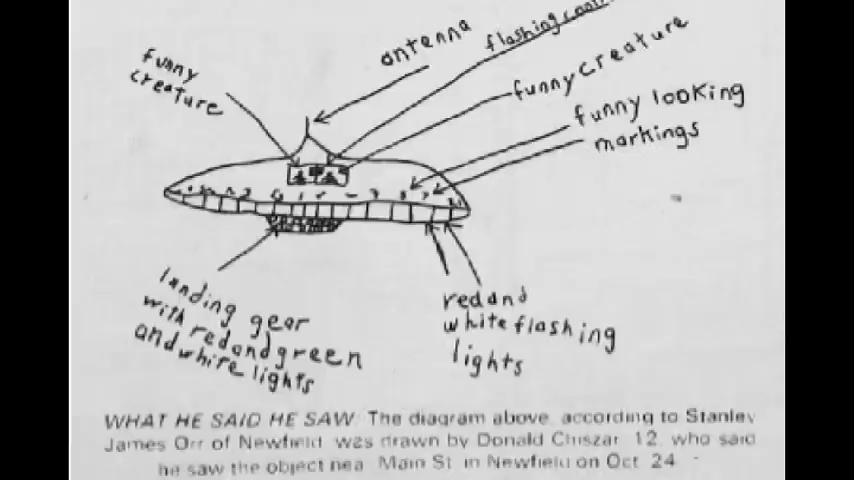 antenna
flashing
funny creature
funny
creature
funny looking
markings
landing gear
with red and green
and white lights
red and
white flashing
lights
WHAT HE SAID HE SAW: The diagram above, according to Stanley
James Orr of Newfield, was drawn by Donald Chiszar, 12, who said
he saw the object nea Main St. in Newfield on Oct. 24